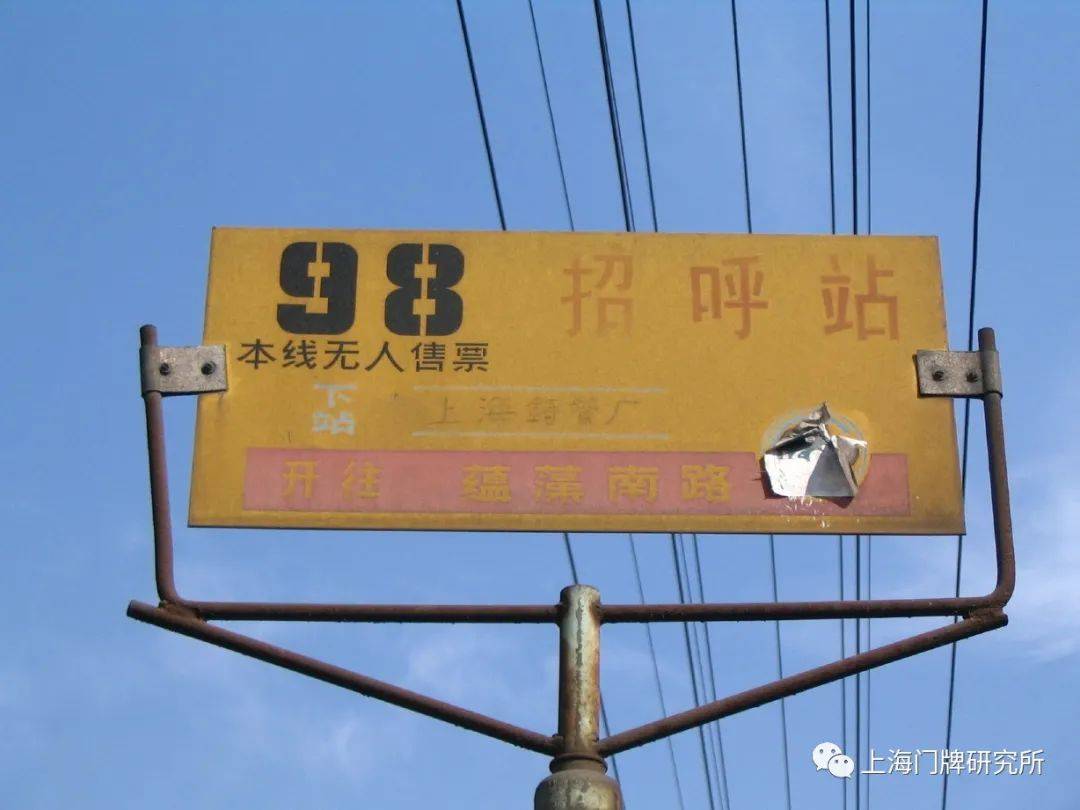 98 招呼站
本线无人售票
下站 上海铸管厂
开往 蕴藻南路
上海门牌研究所